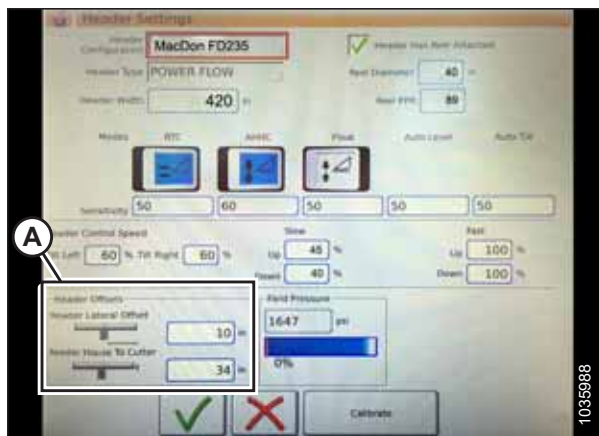 Header Settings
Header Configuration MacDon FD235
Header Has Reel Attached
Header Type POWER FLOW
Reel Diameter 40 in
Header Width 420 in
Reel PPR 89
Modes RTC AHHC Float Auto Level Auto Tilt
Sensitivity 50 60 50 50 50
Header Control Speed
Slow
Fast
Tilt Left 60 % Tilt Right 60 %
Up 45 %
Up 100 %
Down 40 %
Down 100 %
A
Header Offsets
Field Pressure
Header Lateral Offset
10 in
1647 psi
Feeder House To Cutter
34 in
0%
Calibrate
1035988